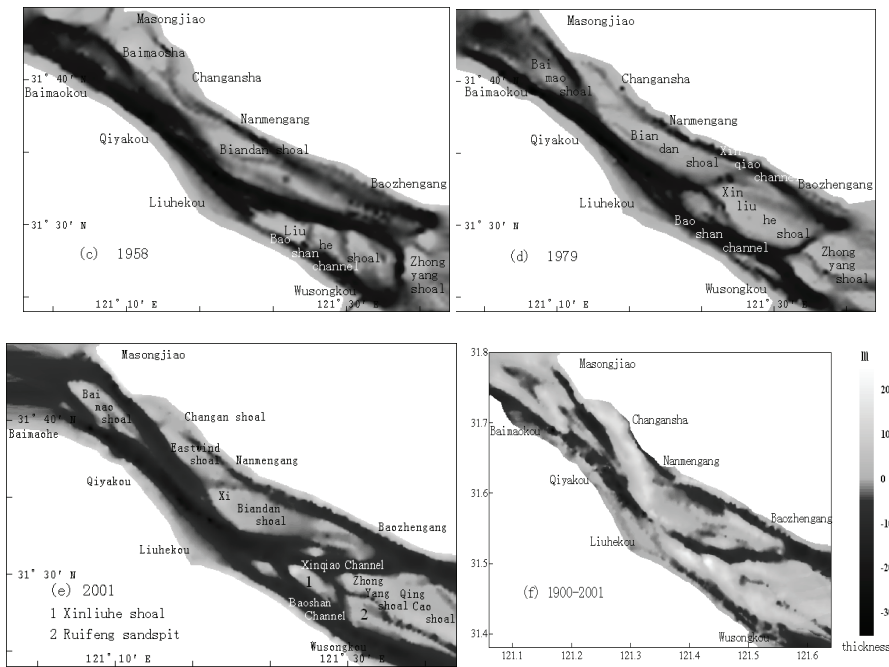 Masongjiao
Baimaosha
31° 40′ N
Changansha
Baimaokou
Nanmengang
Qiyakou
Biandan shoal
Baozhengang
Liuhekou
31° 30′ N
Liu
he
shoal
Bao
shan
channel
(c) 1958
Zhong
yang
shoal
Wusongkou
121° 10′ E
121° 30′ E
Masongjiao
Bai
mao
shoal
31° 40′ N
Changansha
Baimaokou
Nanmengang
Qiyakou
Bian
dan
shoal
Xin
qiao
channel
Baozhengang
Liuhekou
Xin
liu
he
shoal
31° 30′ N
Bao
shan
channel
(d) 1979
Zhong
yang
shoal
Wusongkou
121° 10′ E
121° 30′ E
Masongjiao
Bai
mao
shoal
31° 40′ N
Changan shoal
Baimaohe
Eastwind
shoal
Nanmengang
Qiyakou
Xi
Biandan
shoal
Baozhengang
Liuhekou
Xinqiao Channel
31° 30′ N
1
Zhong
Yang
shoal
Qing
Cao
shoal
(e) 2001
Baoshan
Channel
2
1 Xinliuhe shoal
2 Ruifeng sandspit
Wusongkou
121° 10′ E
121° 30′ E
31.8
31.7
31.6
31.5
31.4
Masongjiao
Changansha
Baimaokou
Nanmengang
Qiyakou
Baozhengang
Liuhekou
(f) 1900-2001
Wusongkou
121.1 121.2 121.3 121.4 121.5 121.6
m
20
10
0
-10
-20
-30
thickness